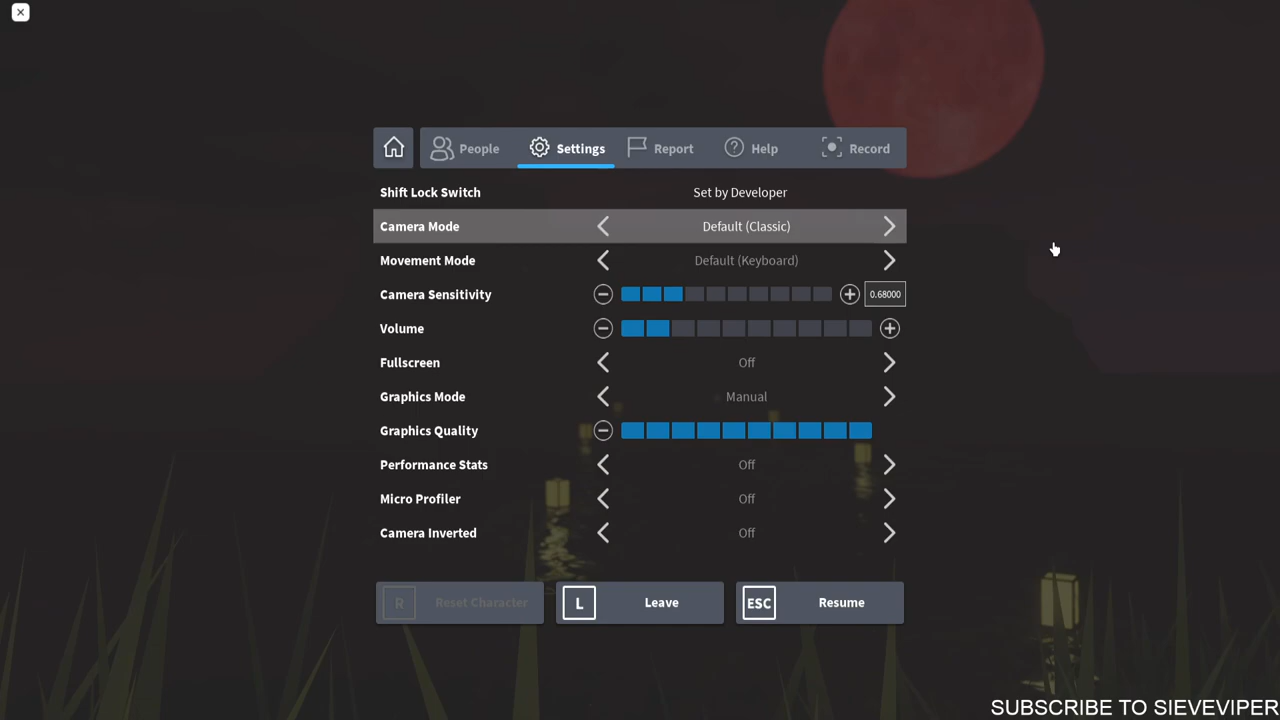 People
Settings
Report
Help
Record
Shift Lock Switch Set by Developer
Camera Mode Default (Classic)
Movement Mode Default (Keyboard)
Camera Sensitivity 0.68000
Volume
Fullscreen Off
Graphics Mode Manual
Graphics Quality
Performance Stats Off
Micro Profiler Off
Camera Inverted Off
R Reset Character
L Leave
ESC Resume
SUBSCRIBE TO SIEVEVIPER